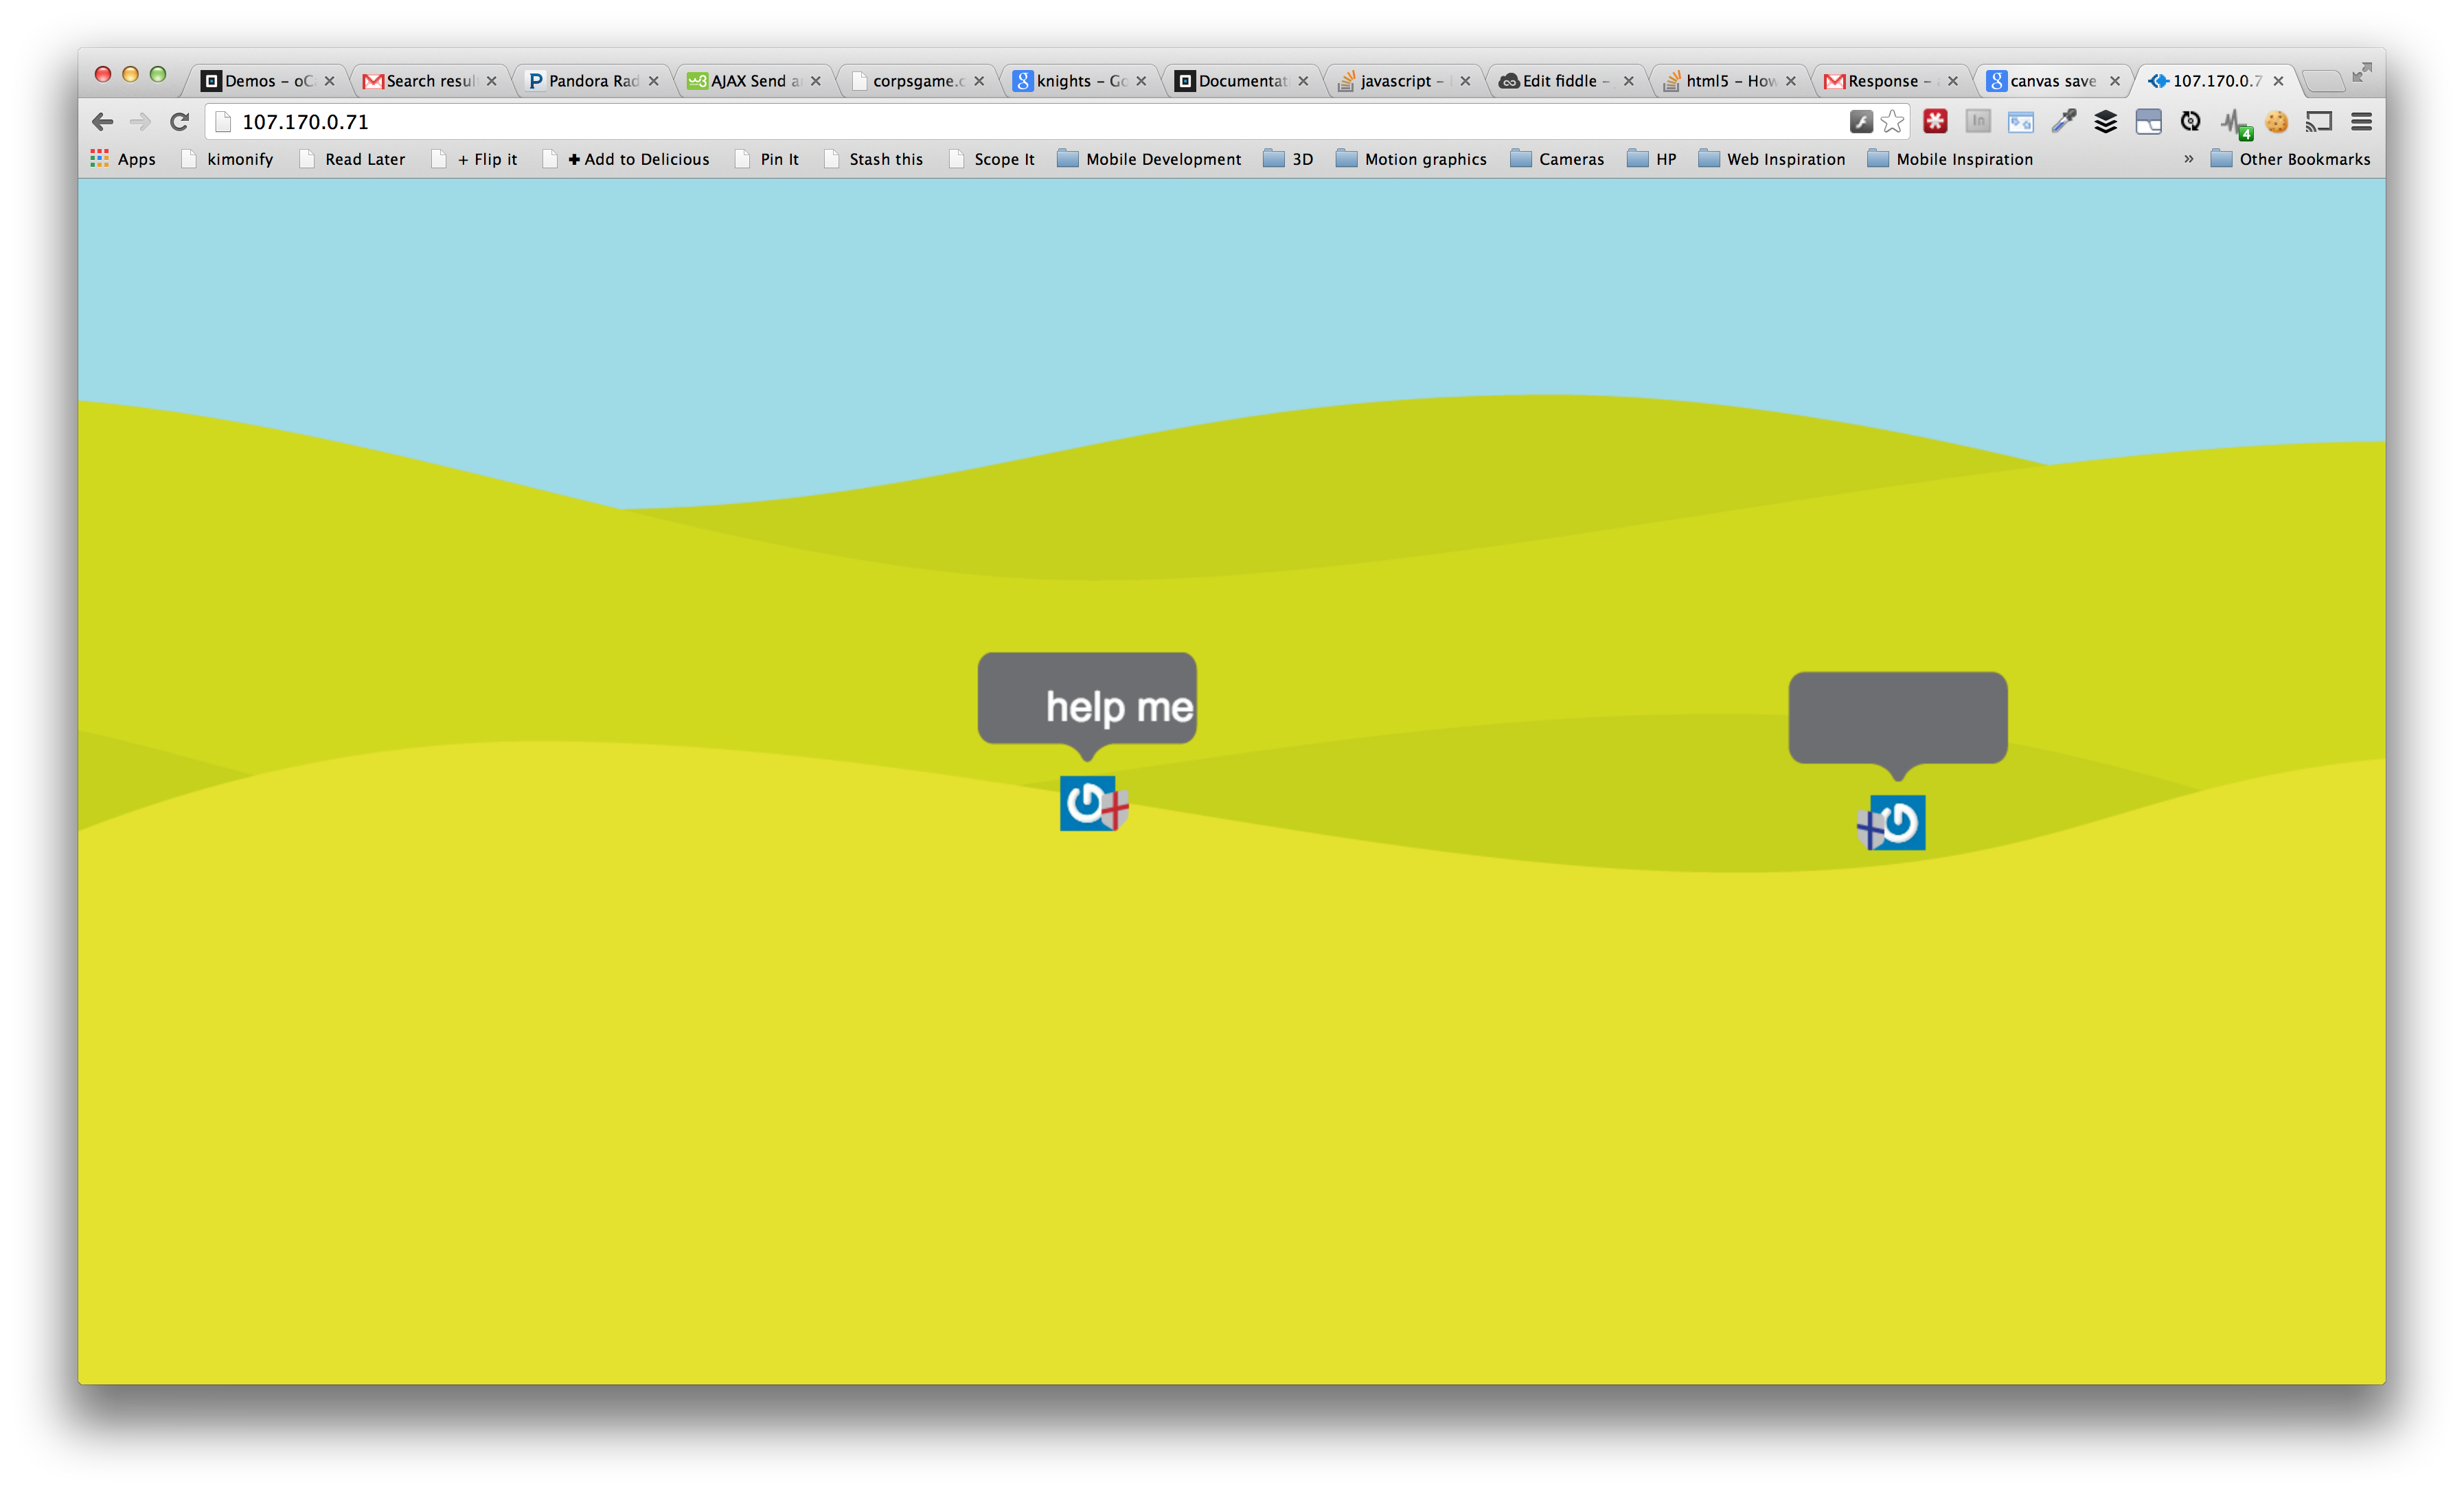 Demos – oC
Search resul
Pandora Rad
AJAX Send a
corpsgame.c
knights – Go
Documentat
javascript –
Edit fiddle –
html5 – How
Response –
canvas save
107.170.0.7
107.170.0.71
4
Apps
kimonify
Read Later
+ Flip it
✚ Add to Delicious
Pin It
Stash this
Scope It
Mobile Development
3D
Motion graphics
Cameras
HP
Web Inspiration
Mobile Inspiration
»
Other Bookmarks
help me